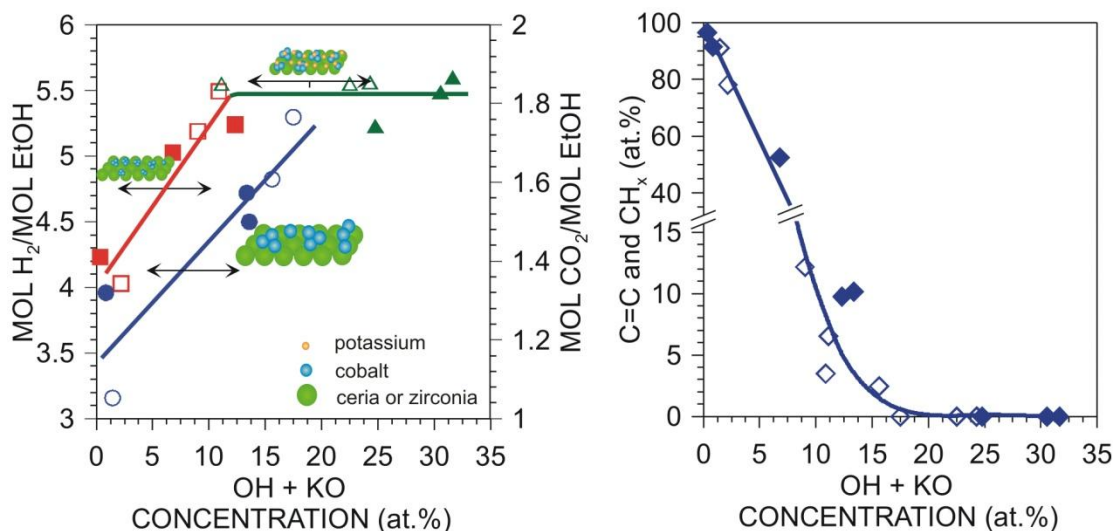 MOL H₂/MOL EtOH
6
5.5
5
4.5
4
3.5
3
2
1.8
1.6
1.4
1.2
1
MOL CO₂/MOL EtOH
potassium
cobalt
ceria or zirconia
0 5 10 15 20 25 30 35
OH + KO
CONCENTRATION (at.%)
C=C and CHₓ (at.%)
100
80
60
40
15
10
5
0
0 5 10 15 20 25 30 35
OH + KO
CONCENTRATION (at.%)